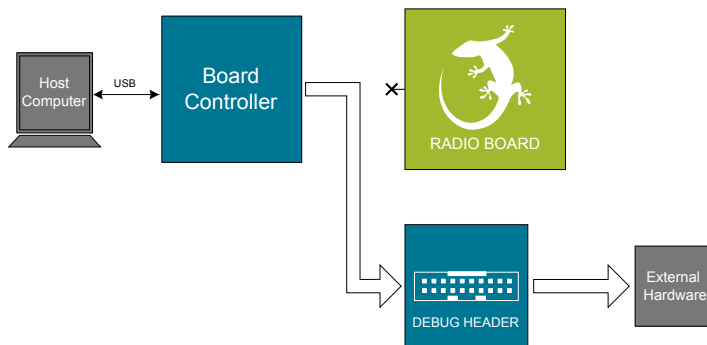 Host
Computer
USB
Board
Controller
RADIO BOARD
DEBUG HEADER
External
Hardware